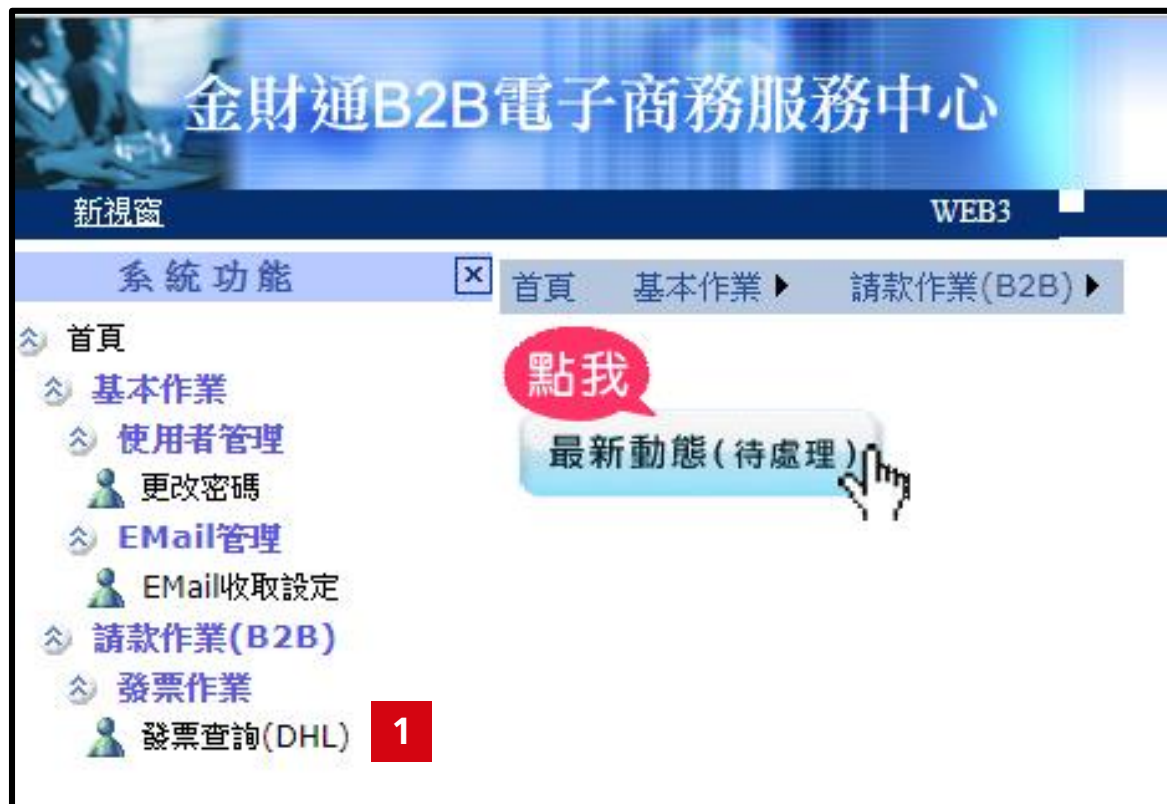 金財通B2B電子商務服務中心
新視窗 WEB3
系統功能
首頁 基本作業 請款作業(B2B)
首頁
基本作業
使用者管理
更改密碼
EMail管理
EMail收取設定
請款作業(B2B)
發票作業
發票查詢(DHL) 1
點我
最新動態(待處理)